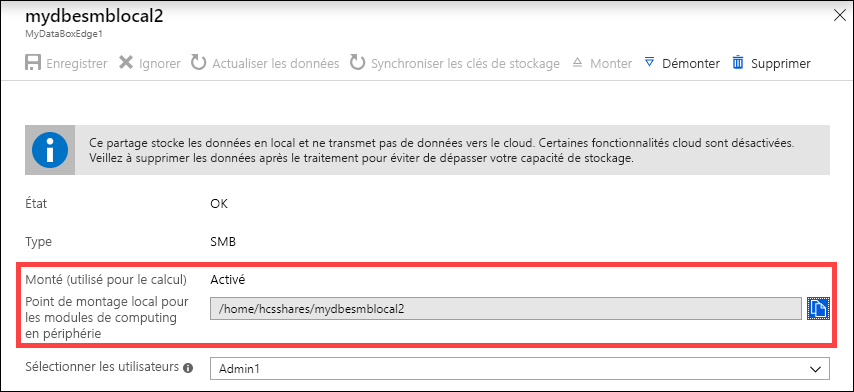 mydbesmblocal2
MyDataBoxEdge1
Enregistrer Ignorer Actualiser les données Synchroniser les clés de stockage Monter Démonter Supprimer
Ce partage stocke les données en local et ne transmet pas de données vers le cloud. Certaines fonctionnalités cloud sont désactivées.
Veillez à supprimer les données après le traitement pour éviter de dépasser votre capacité de stockage.
État OK
Type SMB
Monté (utilisé pour le calcul) Activé
Point de montage local pour
les modules de computing
en périphérie
/home/hcsshares/mydbesmblocal2
Sélectionner les utilisateurs Admin1